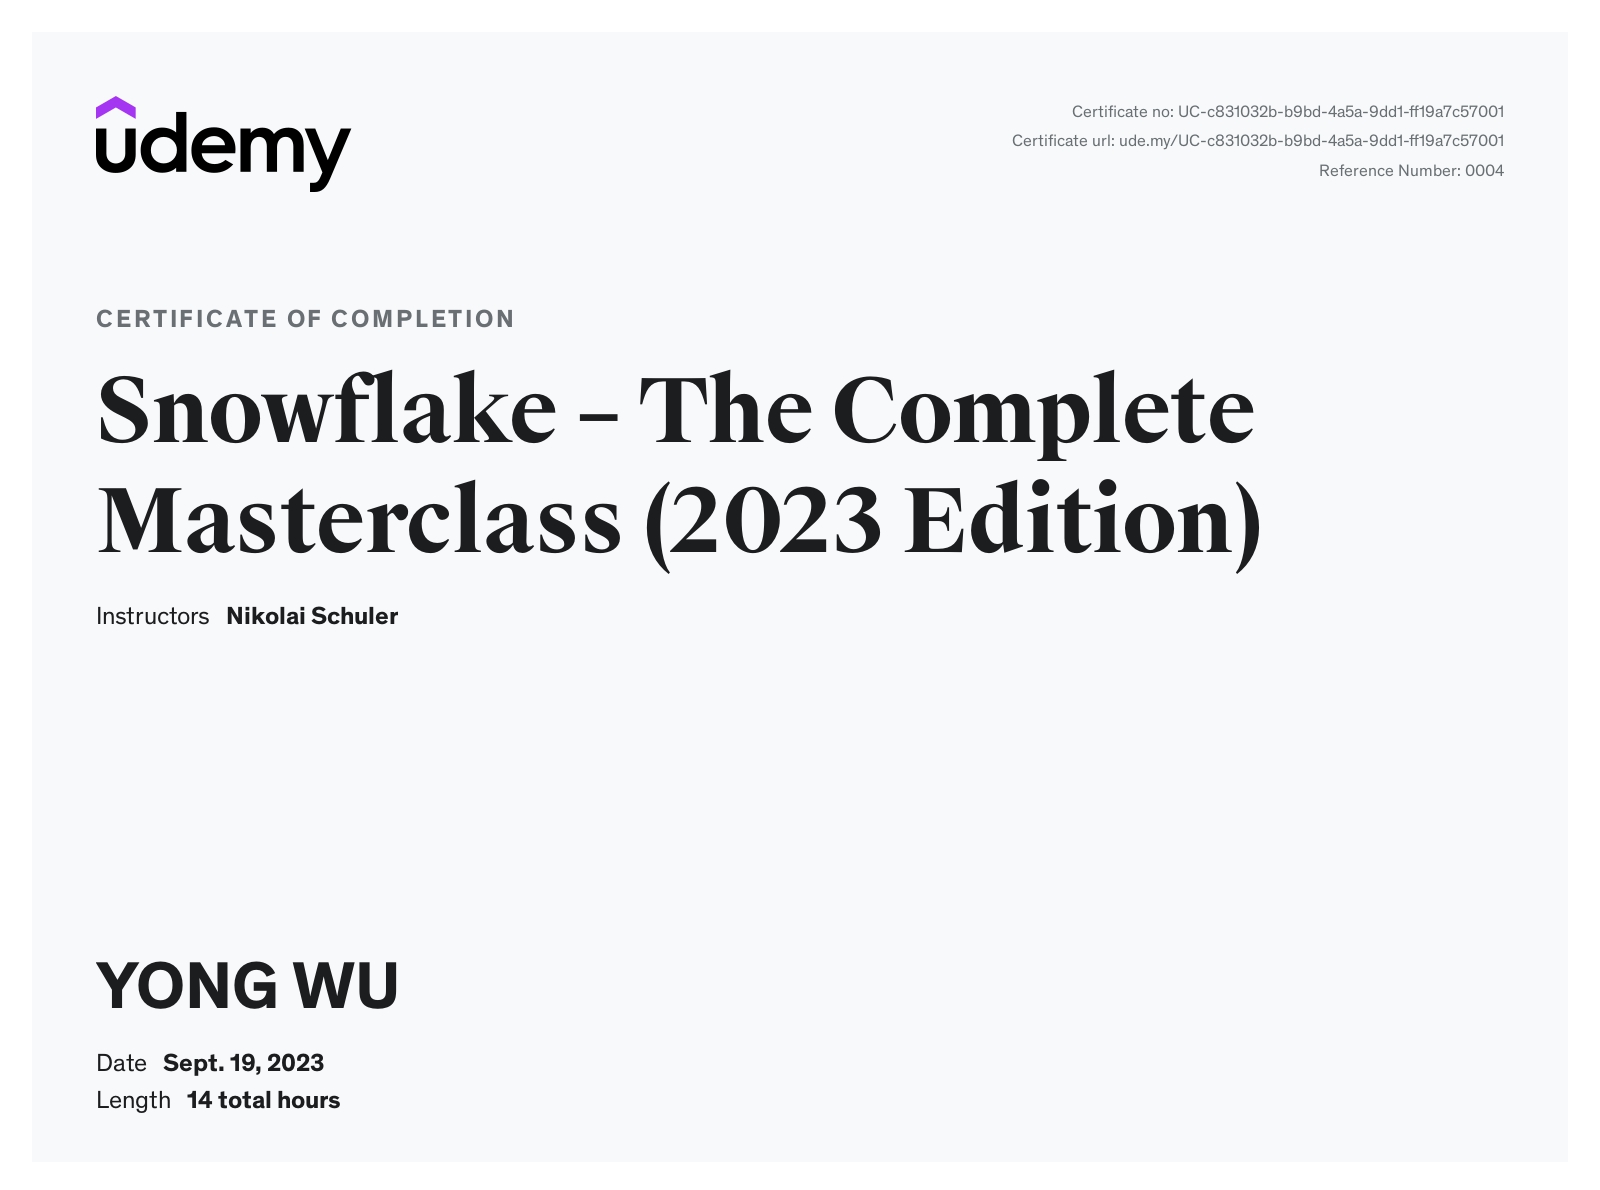 udemy
Certificate no: UC-c831032b-b9bd-4a5a-9dd1-ff19a7c57001
Certificate url: ude.my/UC-c831032b-b9bd-4a5a-9dd1-ff19a7c57001
Reference Number: 0004
CERTIFICATE OF COMPLETION
Snowflake – The Complete
Masterclass (2023 Edition)
Instructors Nikolai Schuler
YONG WU
Date Sept. 19, 2023
Length 14 total hours